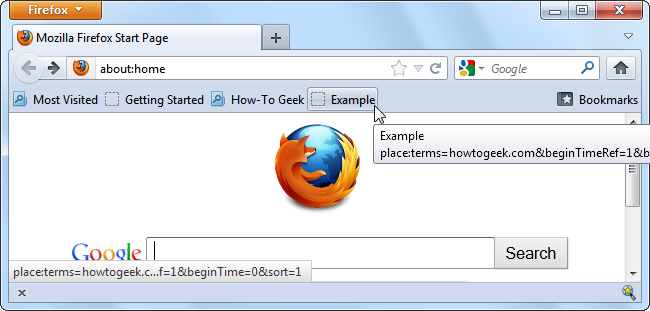 Firefox
Mozilla Firefox Start Page
about:home
Google
Most Visited Getting Started How-To Geek Example Bookmarks
Example
place:terms=howtogeek.com&beginTimeRef=1&b
Google Search
place:terms=howtogeek.c...f=1&beginTime=0&sort=1